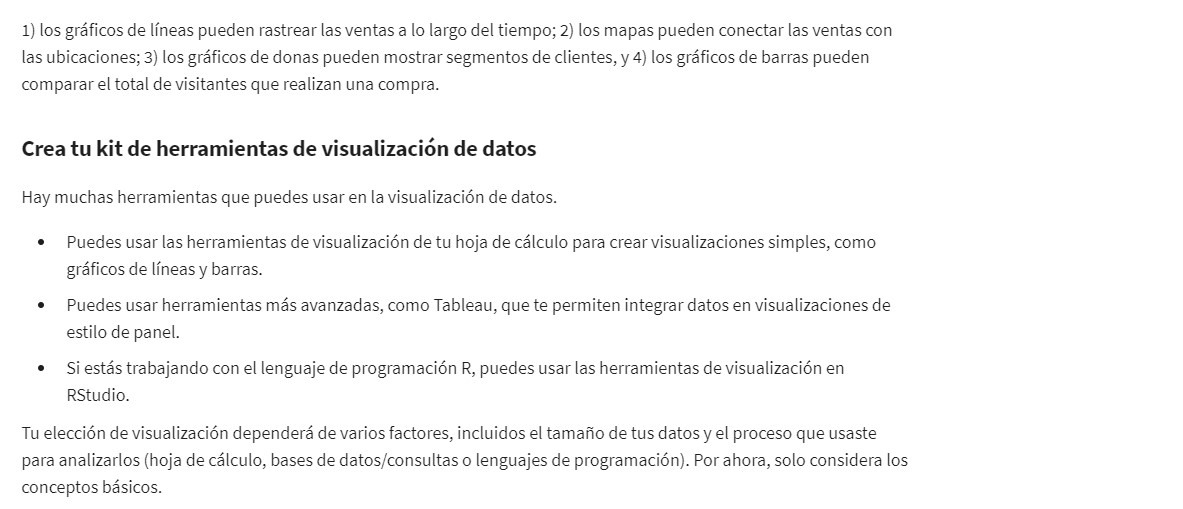 1) los gráficos de líneas pueden rastrear las ventas a lo largo del tiempo; 2) los mapas pueden conectar las ventas con
las ubicaciones; 3) los gráficos de donas pueden mostrar segmentos de clientes, y 4) los gráficos de barras pueden
comparar el total de visitantes que realizan una compra.
Crea tu kit de herramientas de visualización de datos
Hay muchas herramientas que puedes usar en la visualización de datos.
• Puedes usar las herramientas de visualización de tu hoja de cálculo para crear visualizaciones simples, como
gráficos de líneas y barras.
• Puedes usar herramientas más avanzadas, como Tableau, que te permiten integrar datos en visualizaciones de
estilo de panel.
• Si estás trabajando con el lenguaje de programación R, puedes usar las herramientas de visualización en
RStudio.
Tu elección de visualización dependerá de varios factores, incluidos el tamaño de tus datos y el proceso que usaste
para analizarlos (hoja de cálculo, bases de datos/consultas o lenguajes de programación). Por ahora, solo considera los
conceptos básicos.